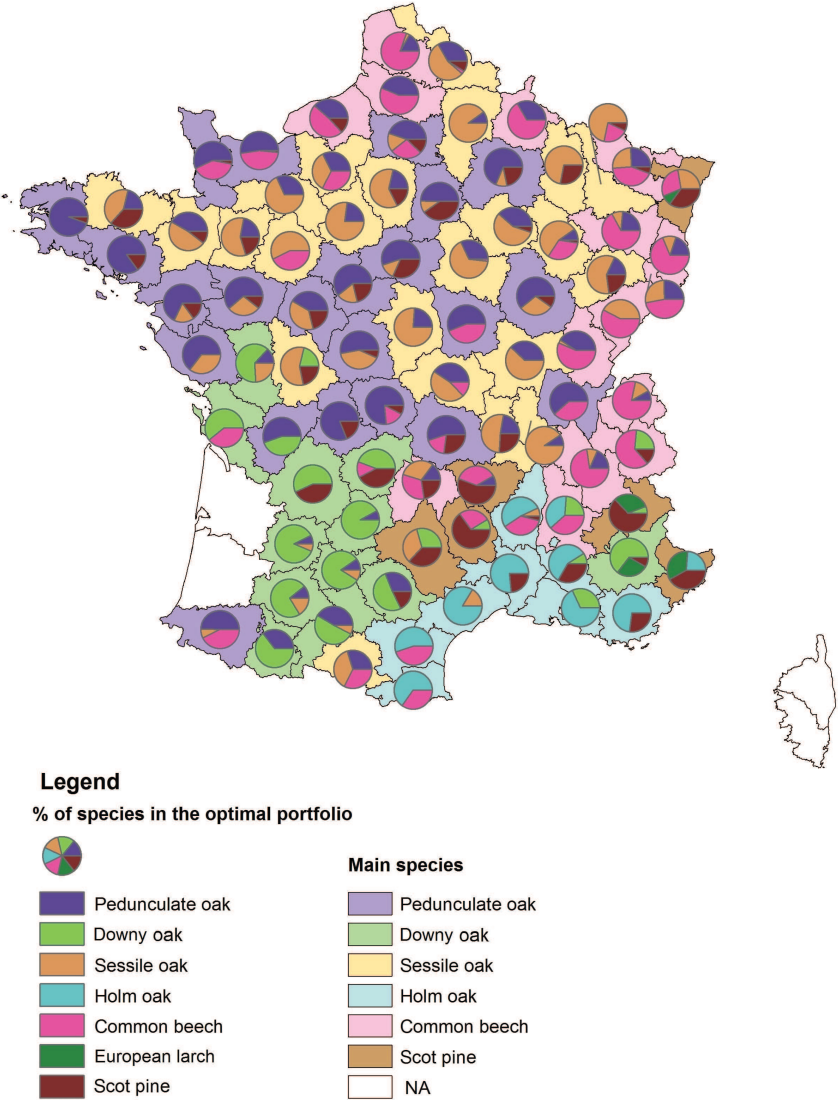 Legend
% of species in the optimal portfolio
Main species
Pedunculate oak
Downy oak
Sessile oak
Holm oak
Common beech
European larch
Scot pine
Pedunculate oak
Downy oak
Sessile oak
Holm oak
Common beech
Scot pine
NA